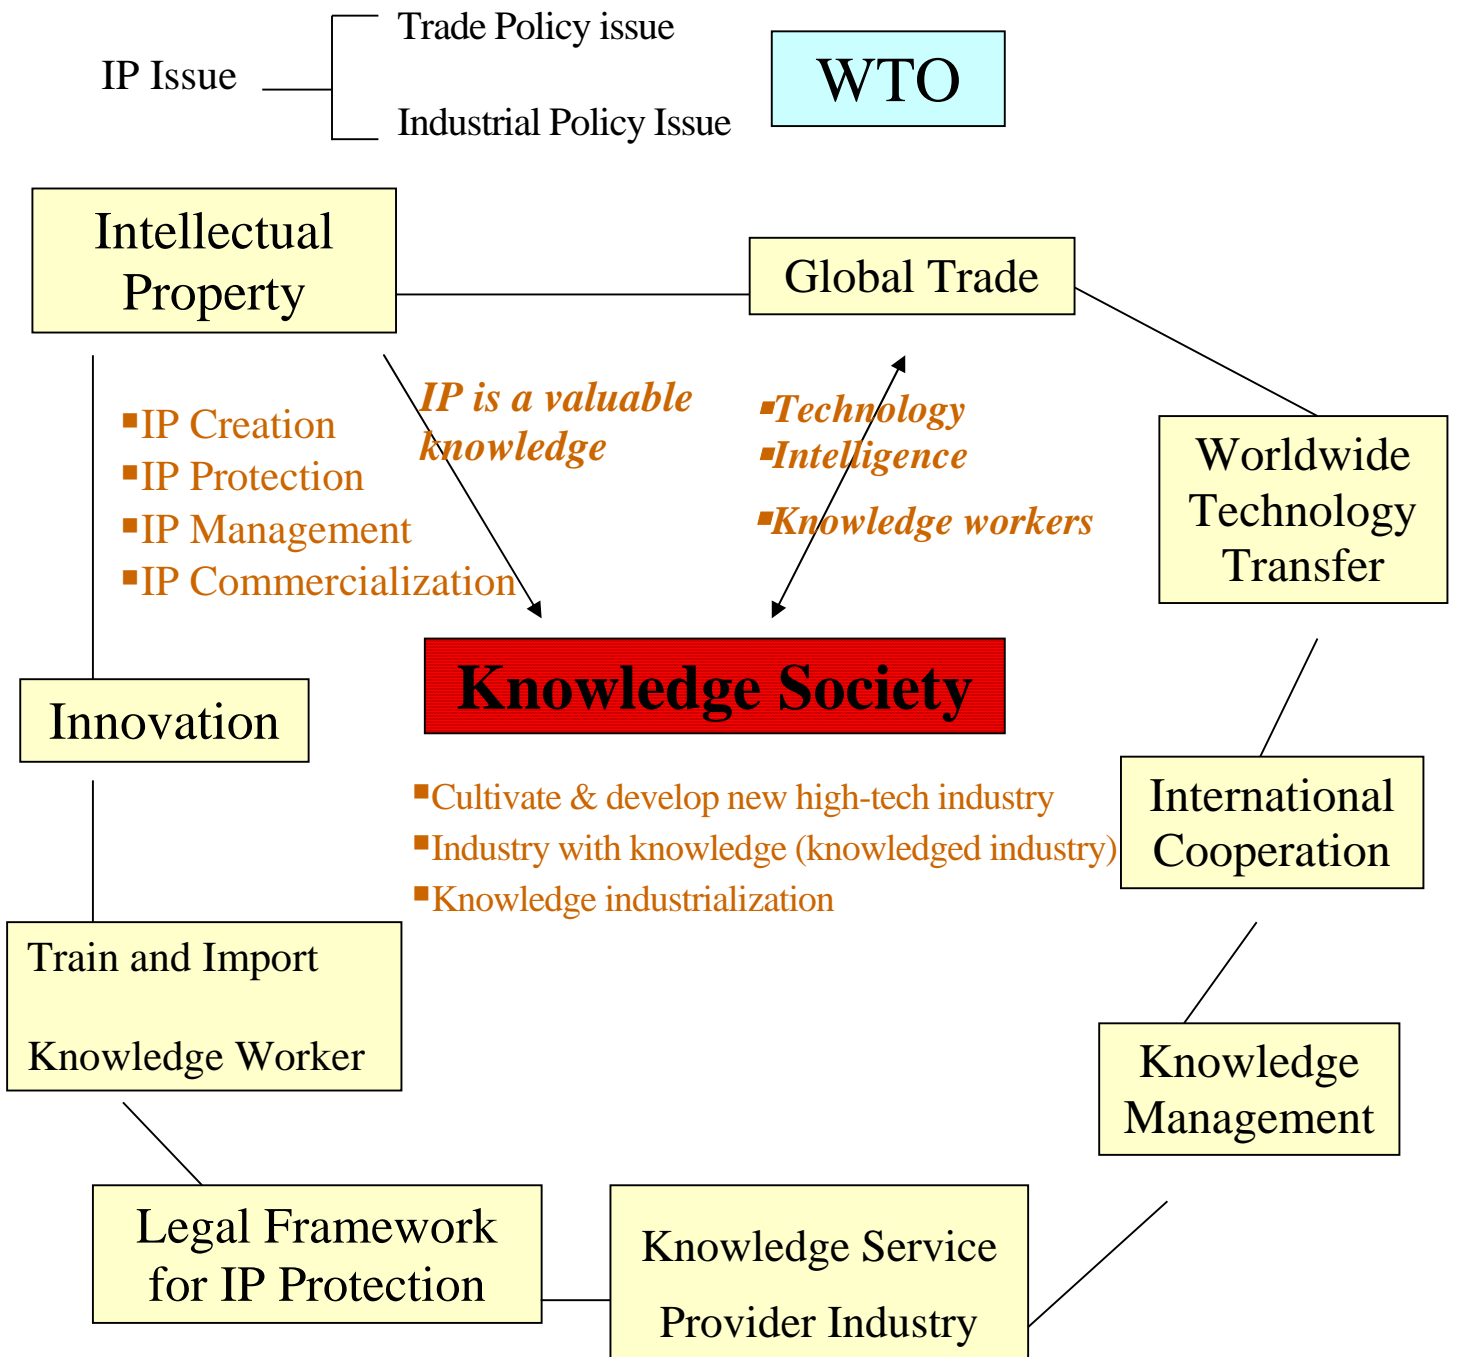 Trade Policy issue
IP Issue
Industrial Policy Issue
WTO
Intellectual
Property
Global Trade
▪IP Creation
▪IP Protection
▪IP Management
▪IP Commercialization
IP is a valuable
knowledge
▪Technology
▪Intelligence
▪Knowledge workers
Worldwide
Technology
Transfer
Innovation
Knowledge Society
▪Cultivate & develop new high-tech industry
▪Industry with knowledge (knowledged industry)
▪Knowledge industrialization
International
Cooperation
Train and Import
Knowledge Worker
Knowledge
Management
Legal Framework
for IP Protection
Knowledge Service
Provider Industry